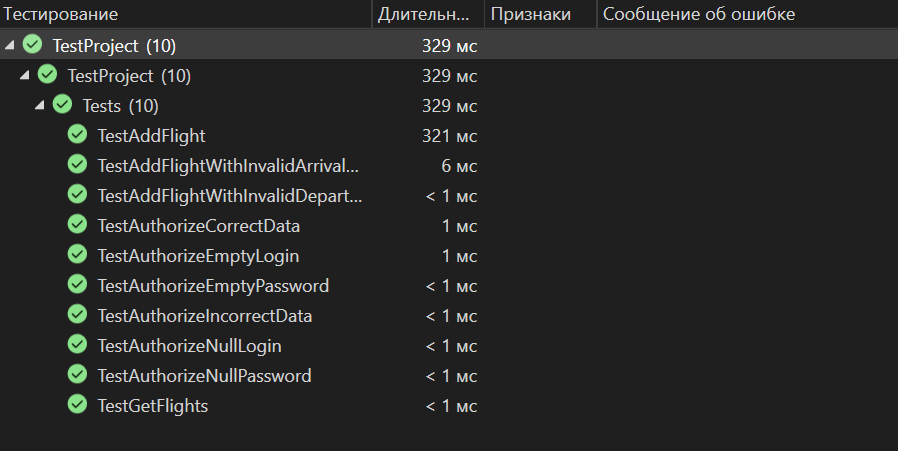 Тестирование Длительн... Признаки Сообщение об ошибке
TestProject (10) 329 мс
TestProject (10) 329 мс
Tests (10) 329 мс
TestAddFlight 321 мс
TestAddFlightWithInvalidArrival... 6 мс
TestAddFlightWithInvalidDepart... < 1 мс
TestAuthorizeCorrectData 1 мс
TestAuthorizeEmptyLogin 1 мс
TestAuthorizeEmptyPassword < 1 мс
TestAuthorizeIncorrectData < 1 мс
TestAuthorizeNullLogin < 1 мс
TestAuthorizeNullPassword < 1 мс
TestGetFlights < 1 мс